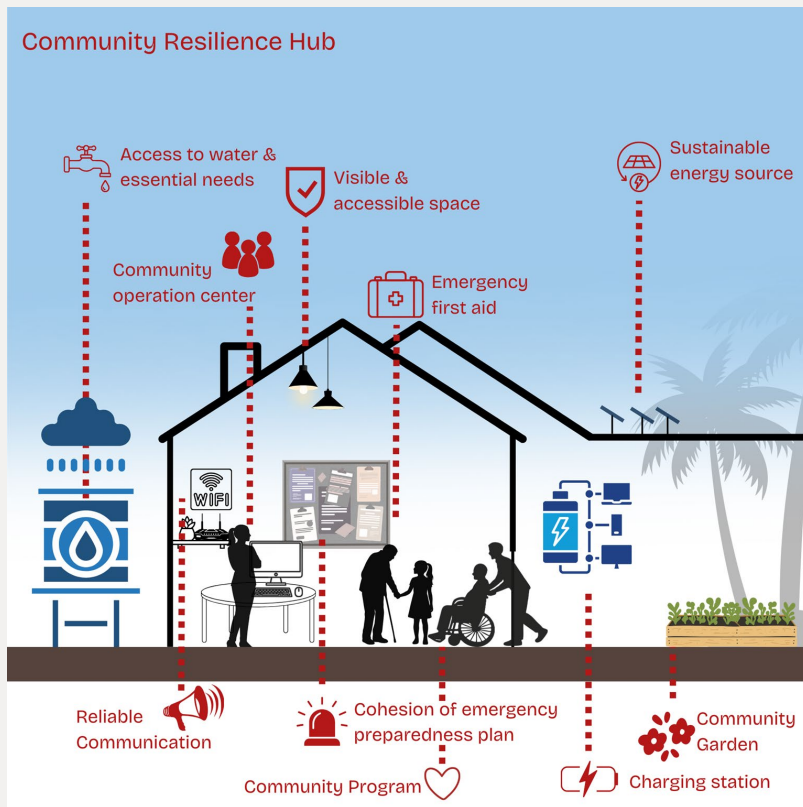 Community Resilience Hub
Access to water &
essential needs
Visible &
accessible space
Sustainable
energy source
Community
operation center
Emergency
first aid
WIFI
Reliable
Communication
Cohesion of emergency
preparedness plan
Community
Garden
Community Program
Charging station